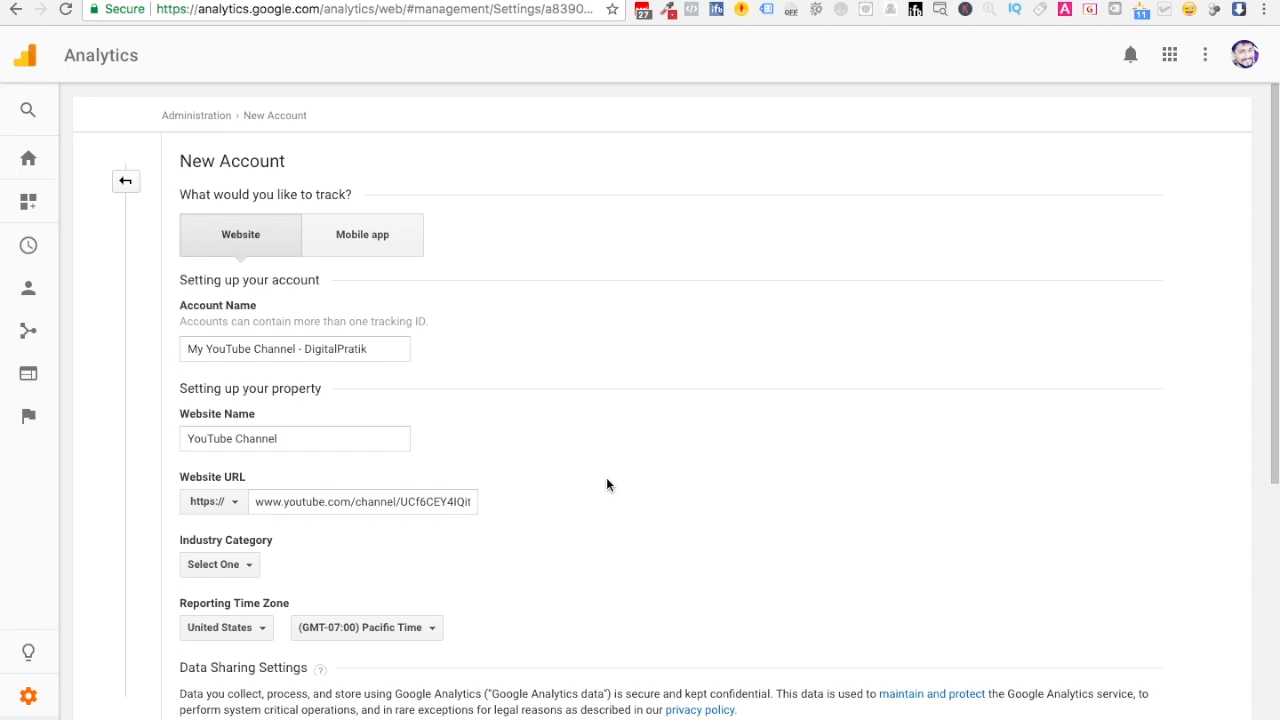 Secure https://analytics.google.com/analytics/web/#management/Settings/a8390...
27 OFF IQ A G 11
Analytics
Administration › New Account
New Account
What would you like to track?
Website Mobile app
Setting up your account
Account Name
Accounts can contain more than one tracking ID.
My YouTube Channel - DigitalPratik
Setting up your property
Website Name
YouTube Channel
Website URL
https:// www.youtube.com/channel/UCf6CEY4IQit
Industry Category
Select One
Reporting Time Zone
United States (GMT-07:00) Pacific Time
Data Sharing Settings ?
Data you collect, process, and store using Google Analytics ("Google Analytics data") is secure and kept confidential. This data is used to maintain and protect the Google Analytics service, to
perform system critical operations, and in rare exceptions for legal reasons as described in our privacy policy.